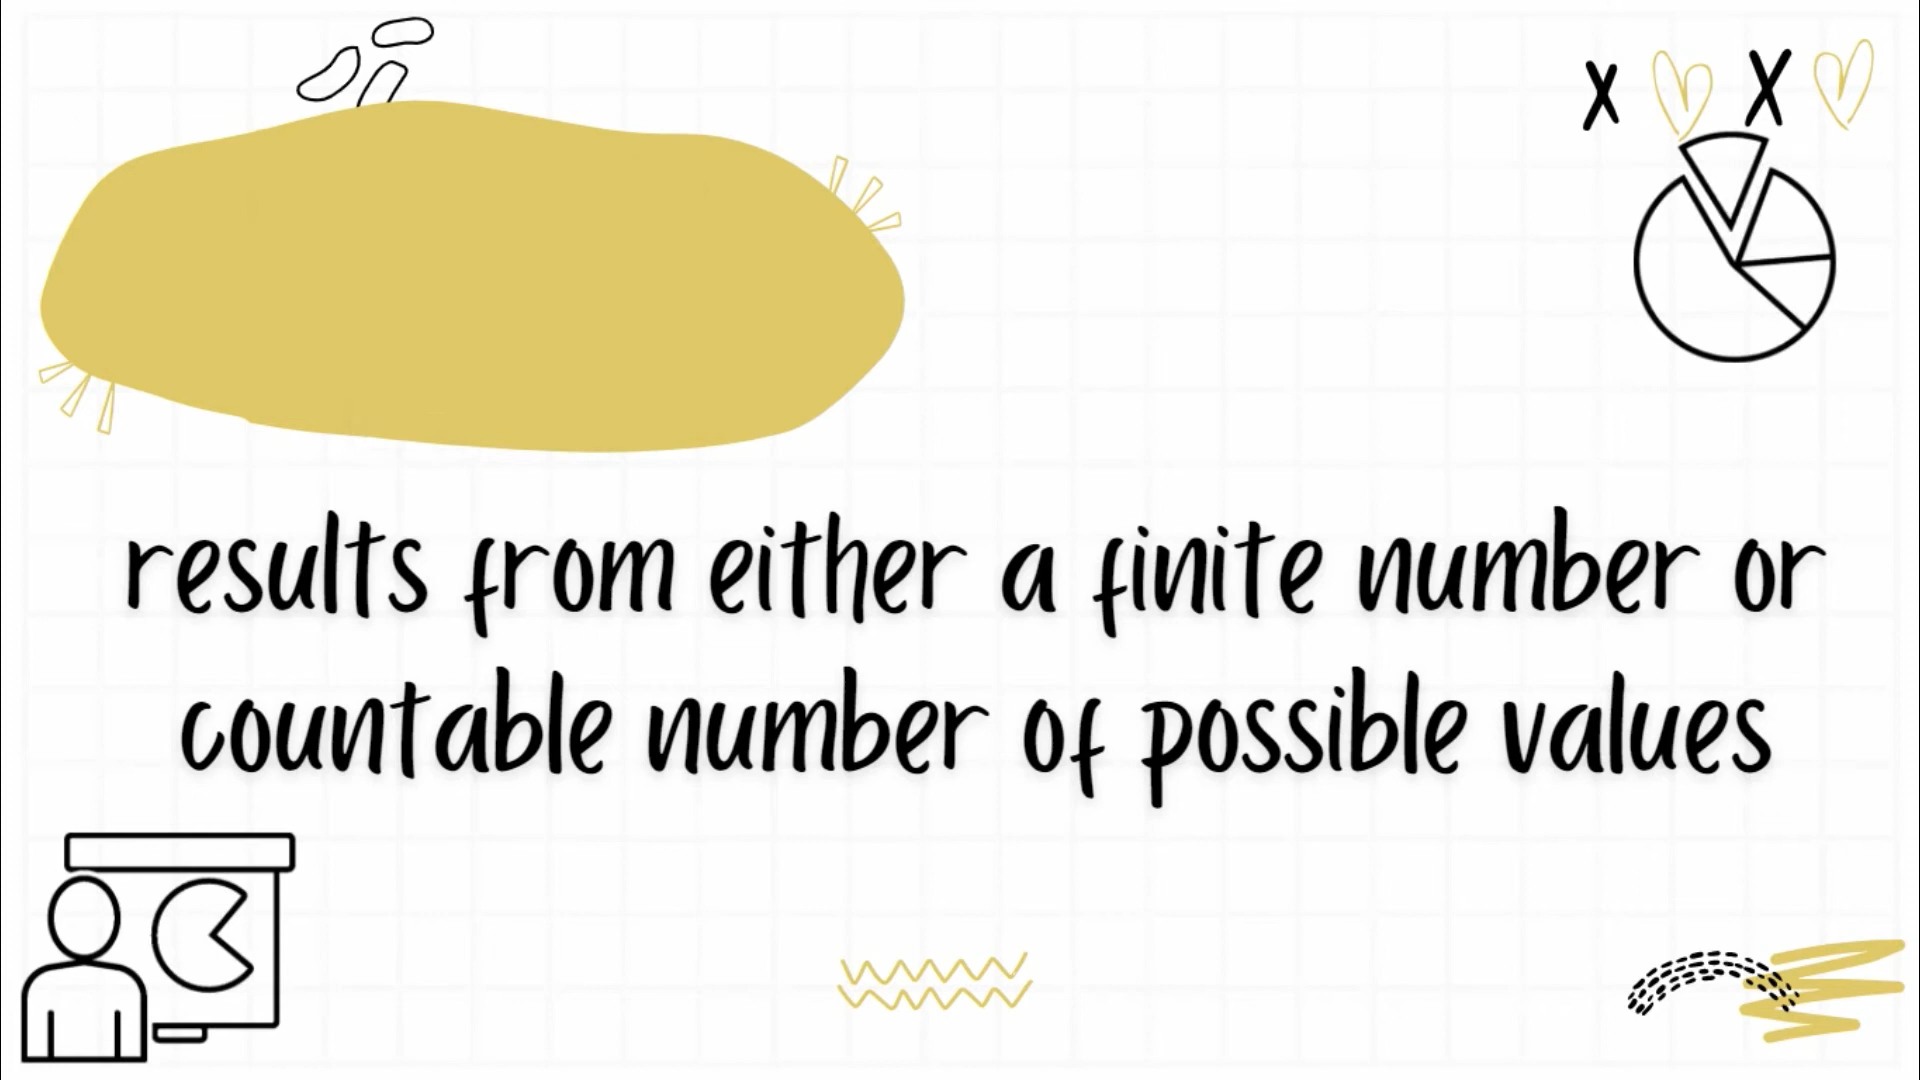 results from either a finite number or
countable number of possible values